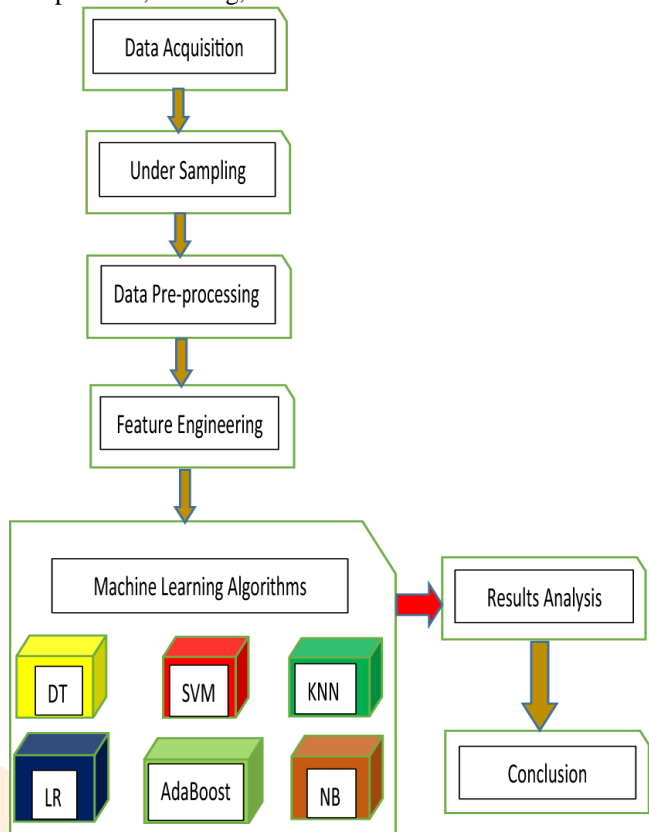 Data Acquisition
Under Sampling
Data Pre-processing
Feature Engineering
Machine Learning Algorithms
DT
SVM
KNN
LR
AdaBoost
NB
Results Analysis
Conclusion